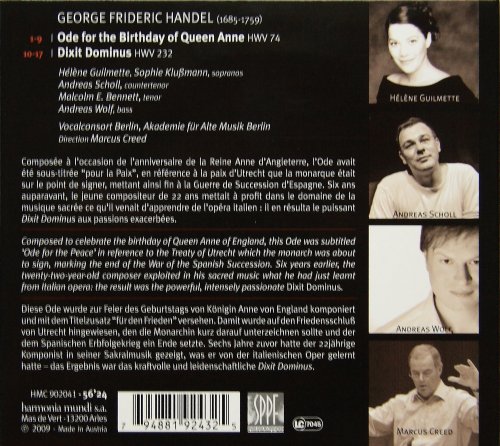 GEORGE FRIDERIC HANDEL (1685-1759)
1-9 | Ode for the Birthday of Queen Anne HWV 74
10-17 | Dixit Dominus HWV 232
Hélène Guilmette, Sophie Klußmann, sopranos
Andreas Scholl, countertenor
Malcolm E. Bennett, tenor
Andreas Wolf, bass
Vocalconsort Berlin, Akademie für Alte Musik Berlin
Direction Marcus Creed
HÉLÈNE GUILMETTE
Composée à l'occasion de l'anniversaire de la Reine Anne d'Angleterre, l'Ode avait
été sous-titrée "pour la Paix", en référence à la paix d'Utrecht que la monarque était
sur le point de signer, mettant ainsi fin à la Guerre de Succession d'Espagne. Six ans
auparavant, le jeune compositeur de 22 ans mettait à profit dans le domaine de la
musique sacrée ce qu'il venait d'apprendre de l'opéra italien : il en résulta le puissant
Dixit Dominus aux passions exacerbées.
ANDREAS SCHOLL
Composed to celebrate the birthday of Queen Anne of England, this Ode was subtitled
'Ode for the Peace' in reference to the Treaty of Utrecht which the monarch was about
to sign, marking the end of the War of the Spanish Succession. Six years earlier, the
twenty-two-year-old composer exploited in his sacred music what he had just learnt
from Italian opera: the result was the powerful, intensely passionate Dixit Dominus.
Diese Ode wurde zur Feier des Geburtstags von Königin Anne von England komponiert
und mit dem Titelzusatz "für den Frieden" versehen. Damit wurde auf den Friedensschluß
von Utrecht hingewiesen, den die Monarchin kurz darauf unterzeichnen sollte und der
dem Spanischen Erbfolgekrieg ein Ende setzte. Sechs Jahre zuvor hatte der 22jährige
Komponist in seiner Sakralmusik gezeigt, was er von der italienischen Oper gelernt
hatte – das Ergebnis war das kraftvolle und leidenschaftliche Dixit Dominus.
ANDREAS WOLF
HMC 902041 - 56'24
harmonia mundi s.a.
Mas de Vert - 13200 Arles
℗ 2009 - Made in Austria
7 94881 92432 5
SPPF
LC 7045
MARCUS CREED